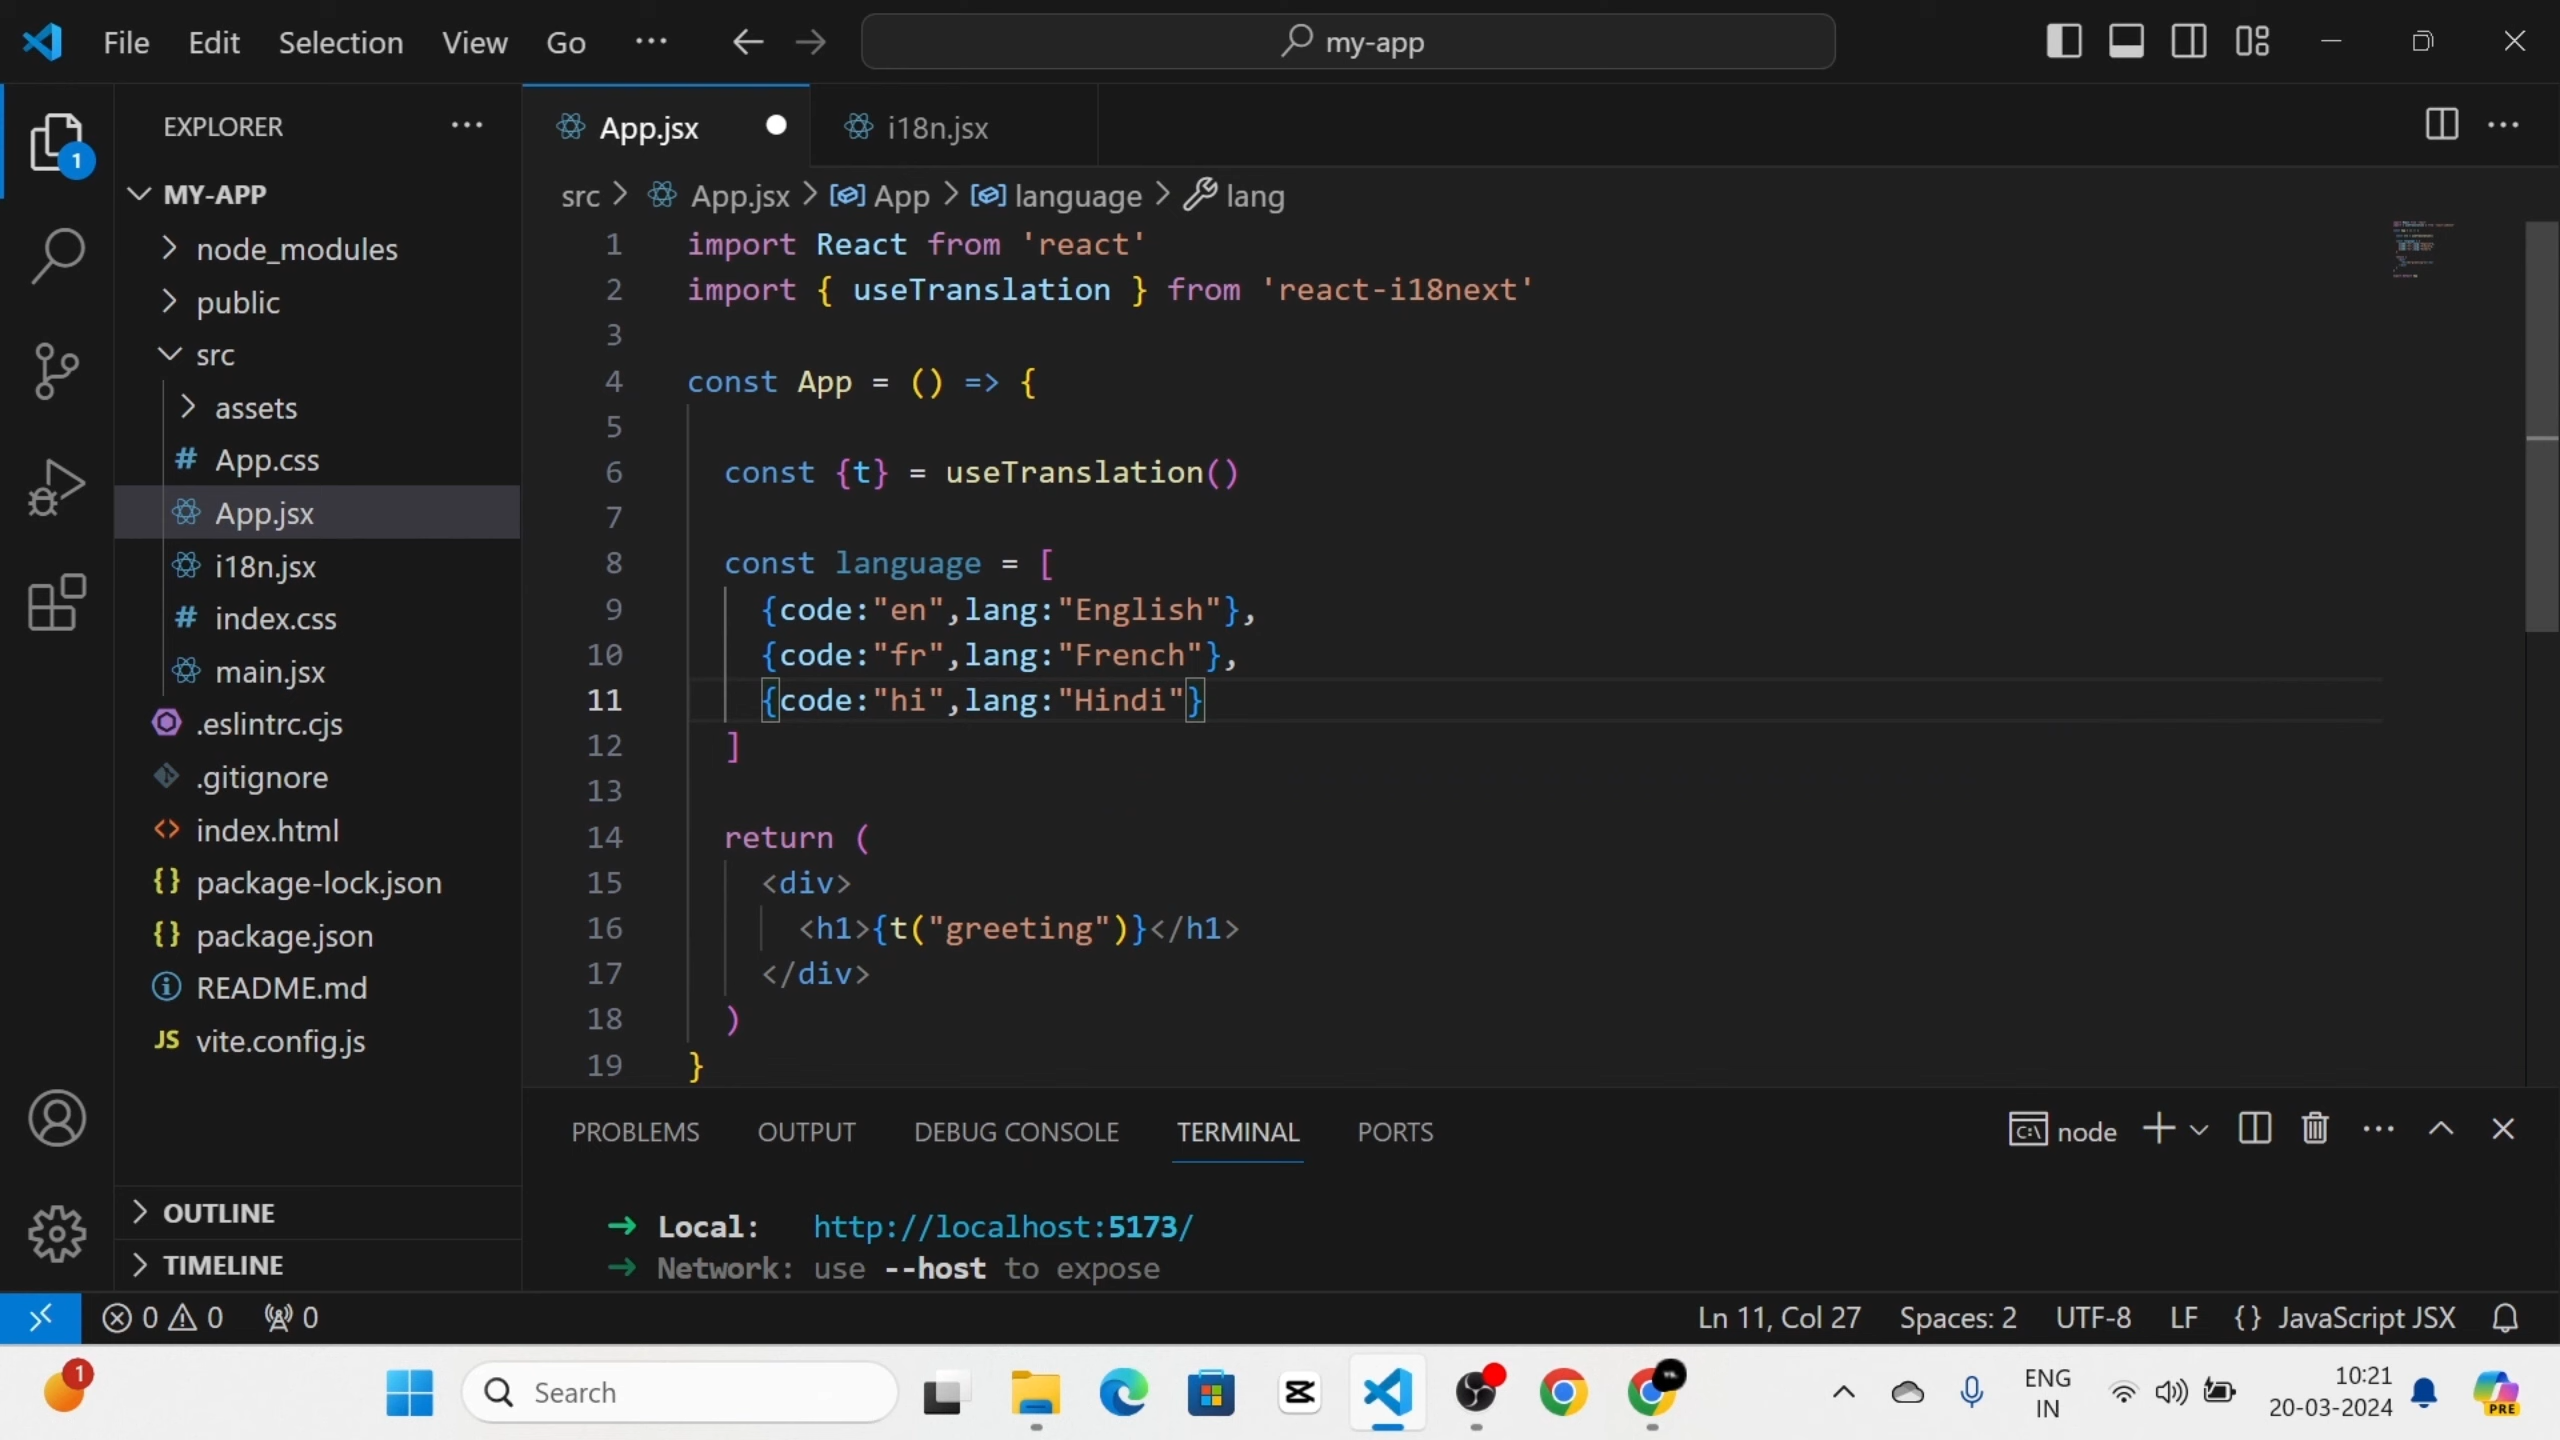 File Edit Selection View Go ··· my-app
EXPLORER ···
1
MY-APP
node_modules
public
src
assets
# App.css
App.jsx
i18n.jsx
# index.css
main.jsx
.eslintrc.cjs
.gitignore
<> index.html
{} package-lock.json
{} package.json
README.md
JS vite.config.js
OUTLINE
TIMELINE
App.jsx i18n.jsx
src > App.jsx > App > language > lang
1 import React from 'react'
2 import { useTranslation } from 'react-i18next'
3
4 const App = () => {
5
6 const {t} = useTranslation()
7
8 const language = [
9 {code:"en",lang:"English"},
10 {code:"fr",lang:"French"},
11 {code:"hi",lang:"Hindi"}
12 ]
13
14 return (
15 <div>
16 <h1>{t("greeting")}</h1>
17 </div>
18 )
19 }
PROBLEMS OUTPUT DEBUG CONSOLE TERMINAL PORTS node
➜ Local: http://localhost:5173/
➜ Network: use --host to expose
0 0 0 Ln 11, Col 27 Spaces: 2 UTF-8 LF {} JavaScript JSX
1 Search ENG 10:21
IN 20-03-2024 PRE